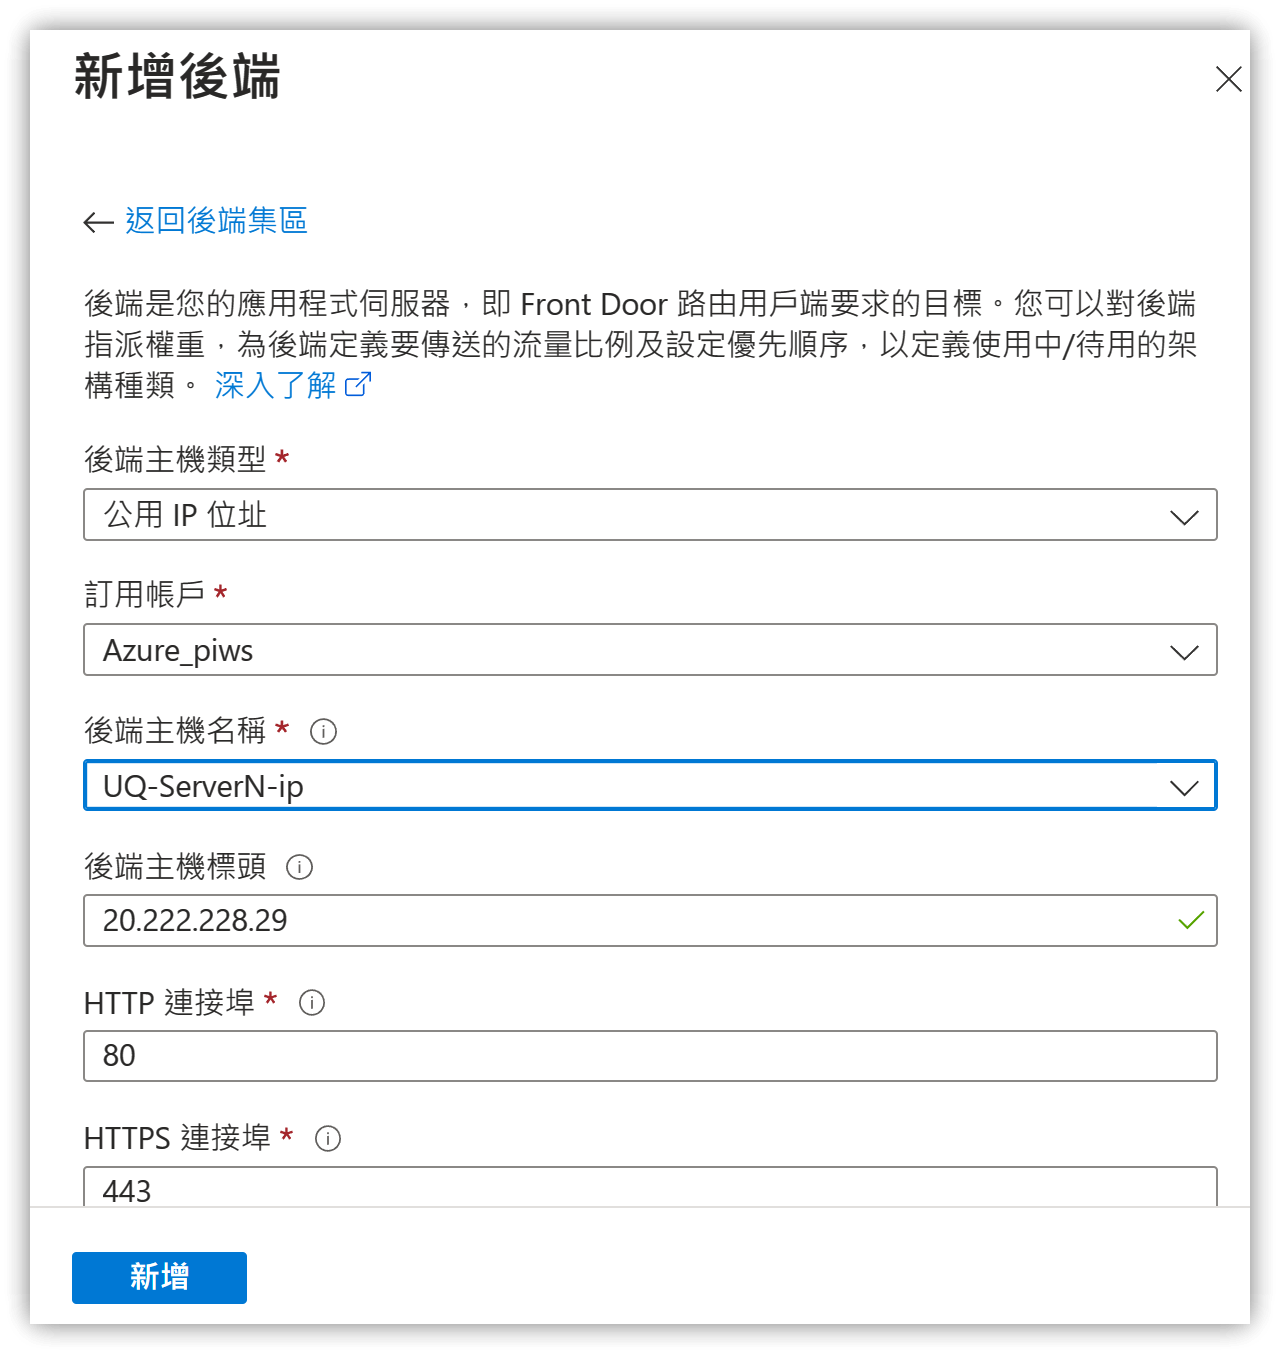 新增後端
返回後端集區
後端是您的應用程式伺服器，即 Front Door 路由用戶端要求的目標。您可以對後端
指派權重，為後端定義要傳送的流量比例及設定優先順序，以定義使用中/待用的架
構種類。 深入了解
後端主機類型 *
公用 IP 位址
訂用帳戶 *
Azure_piws
後端主機名稱 *
UQ-ServerN-ip
後端主機標頭
20.222.228.29
HTTP 連接埠 *
80
HTTPS 連接埠 *
443
新增